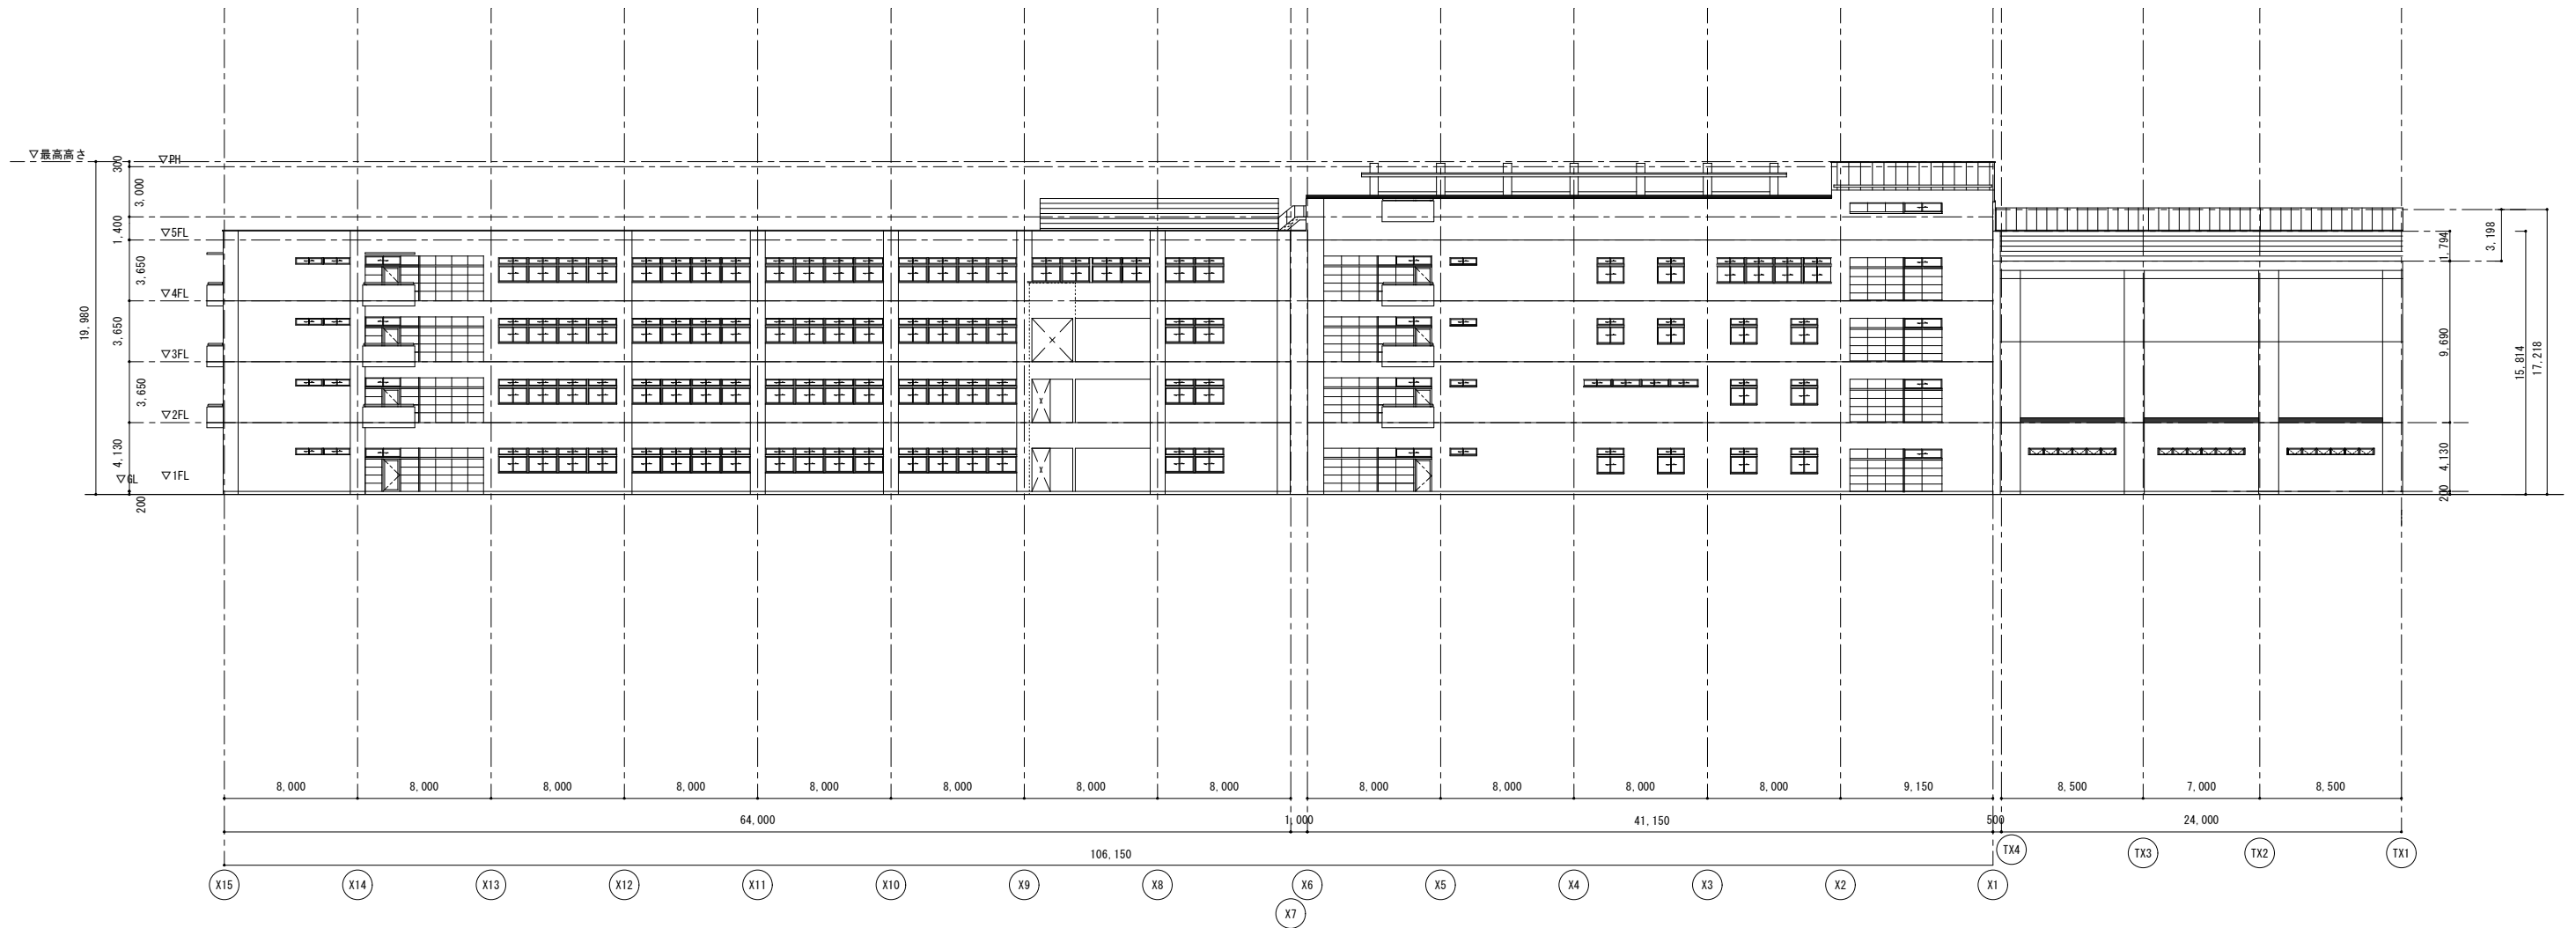 ▽最高高さ
▽PH
300
3,000
1,400
▽5FL
3,650
▽4FL
3,650
▽3FL
3,650
▽2FL
4,130
▽1FL
▽GL
200
19,980
1,794
3,198
9,690
15,814
17,218
4,130
200
8,000 8,000 8,000 8,000 8,000 8,000 8,000 8,000 8,000 8,000 8,000 8,000 9,150 8,500 7,000 8,500
64,000 1,000 41,150 500 24,000
106,150
TX4 TX3 TX2 TX1
X15 X14 X13 X12 X11 X10 X9 X8 X6 X5 X4 X3 X2 X1
X7